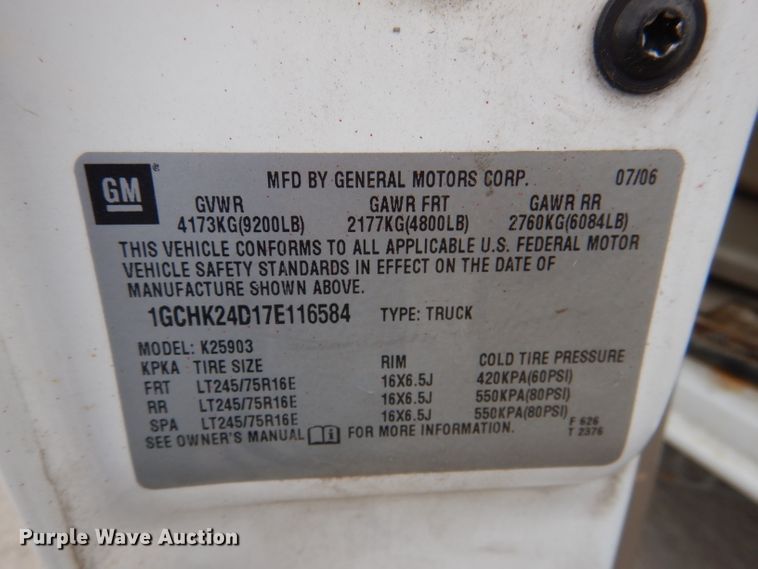 GM ® MFD BY GENERAL MOTORS CORP. 07/06
GVWR GAWR FRT GAWR RR
4173KG(9200LB) 2177KG(4800LB) 2760KG(6084LB)
THIS VEHICLE CONFORMS TO ALL APPLICABLE U.S. FEDERAL MOTOR
VEHICLE SAFETY STANDARDS IN EFFECT ON THE DATE OF
MANUFACTURE SHOWN ABOVE.
1GCHK24D17E116584 TYPE: TRUCK
MODEL: K25903
KPKA TIRE SIZE RIM COLD TIRE PRESSURE
FRT LT245/75R16E 16X6.5J 420KPA(60PSI)
RR LT245/75R16E 16X6.5J 550KPA(80PSI)
SPA LT245/75R16E 16X6.5J 550KPA(80PSI)
SEE OWNER'S MANUAL i FOR MORE INFORMATION.
F 626
T 2376
Purple Wave Auction